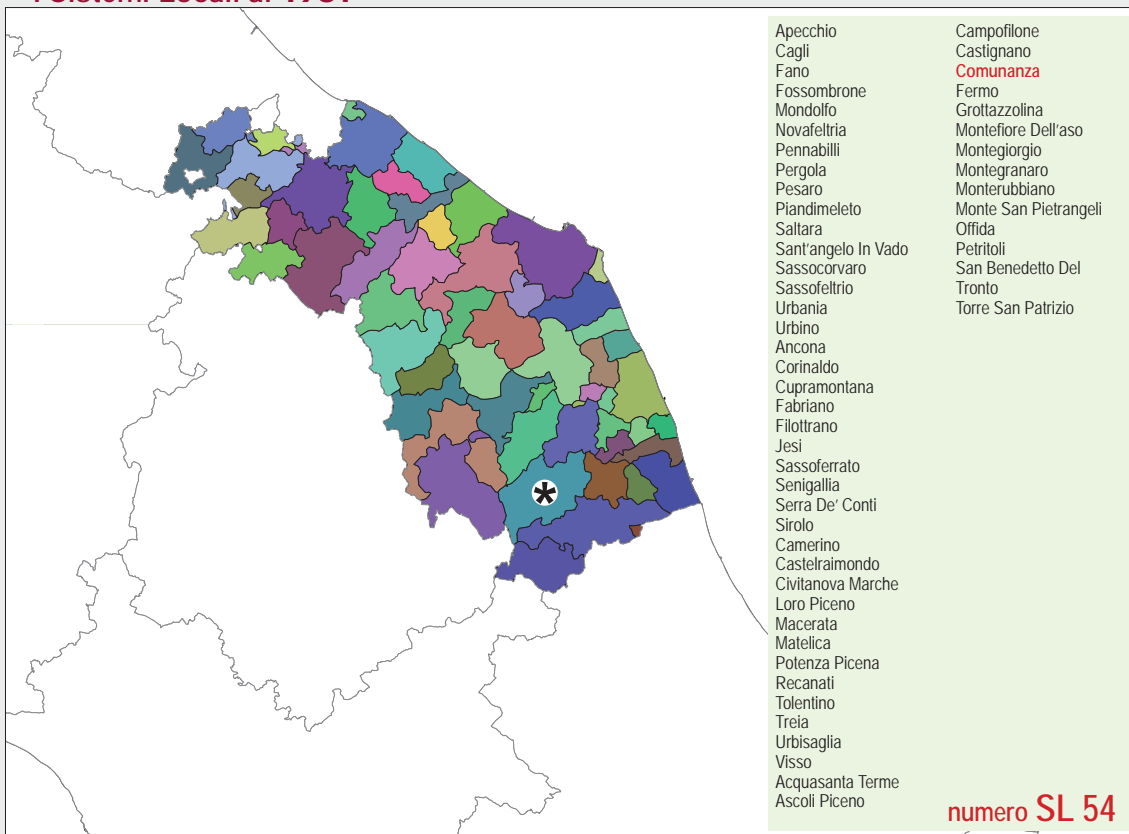 Apecchio
Cagli
Fano
Fossombrone
Mondolfo
Novafeltria
Pennabilli
Pergola
Pesaro
Piandimeleto
Saltara
Sant'angelo In Vado
Sassocorvaro
Sassofeltrio
Urbania
Urbino
Ancona
Corinaldo
Cupramontana
Fabriano
Filottrano
Jesi
Sassoferrato
Senigallia
Serra De' Conti
Sirolo
Camerino
Castelraimondo
Civitanova Marche
Loro Piceno
Macerata
Matelica
Potenza Picena
Recanati
Tolentino
Treia
Urbisaglia
Visso
Acquasanta Terme
Ascoli Piceno
Campofilone
Castignano
Comunanza
Fermo
Grottazzolina
Montefiore Dell'aso
Montegiorgio
Montegranaro
Monterubbiano
Monte San Pietrangeli
Offida
Petritoli
San Benedetto Del
Tronto
Torre San Patrizio
numero SL 54